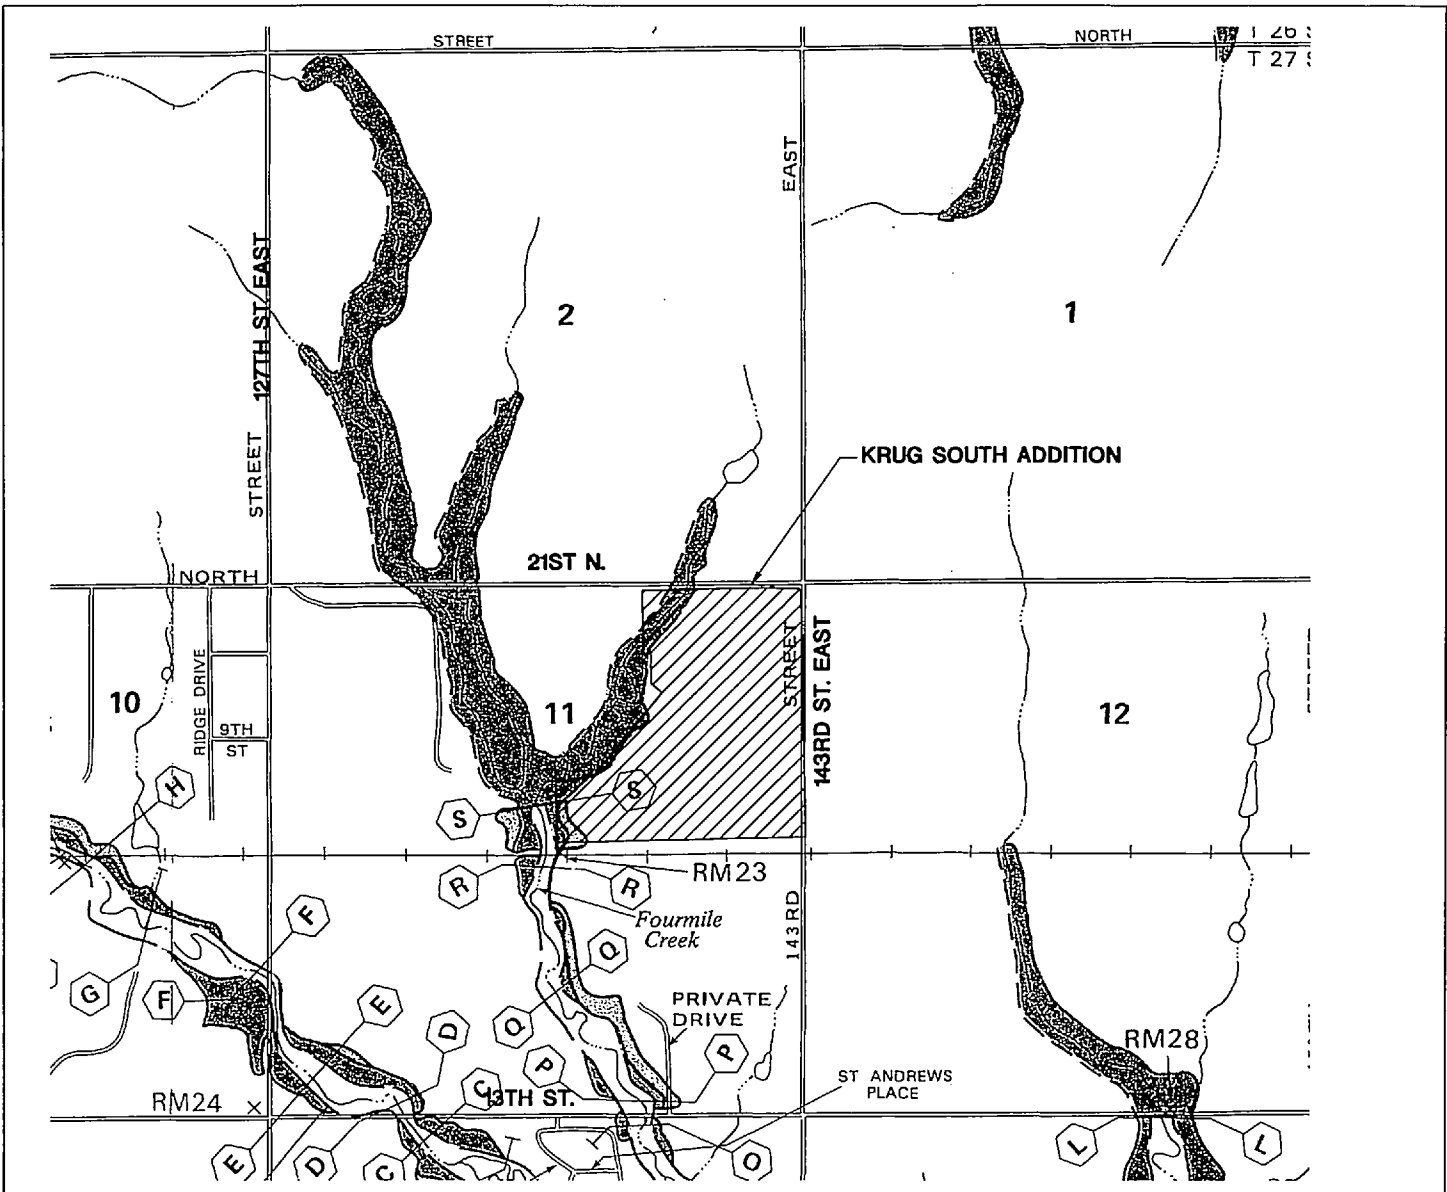 STREET
NORTH
T 27
EAST
127TH ST. EAST
2
1
STREET
KRUG SOUTH ADDITION
21ST N.
NORTH
STREET
143RD ST. EAST
RIDGE DRIVE
10
11
12
9TH
ST
H
S
S
RM23
R
R
Fourmile
Creek
143RD
F
Q
G
F
E
D
Q
PRIVATE
DRIVE
RM28
P
P
C
13TH ST.
ST ANDREWS
PLACE
RM24
E
D
C
O
L
L